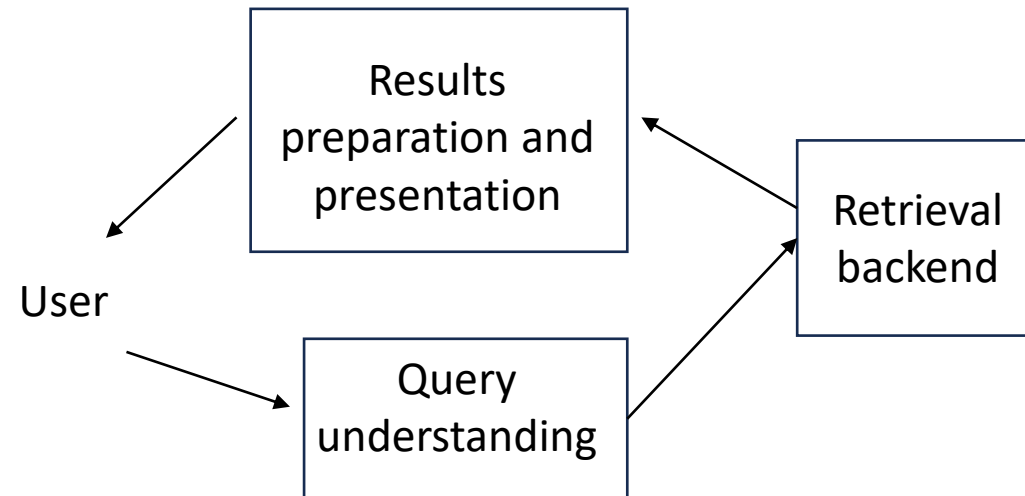 Results
preparation and
presentation
Retrieval
backend
User
Query
understanding